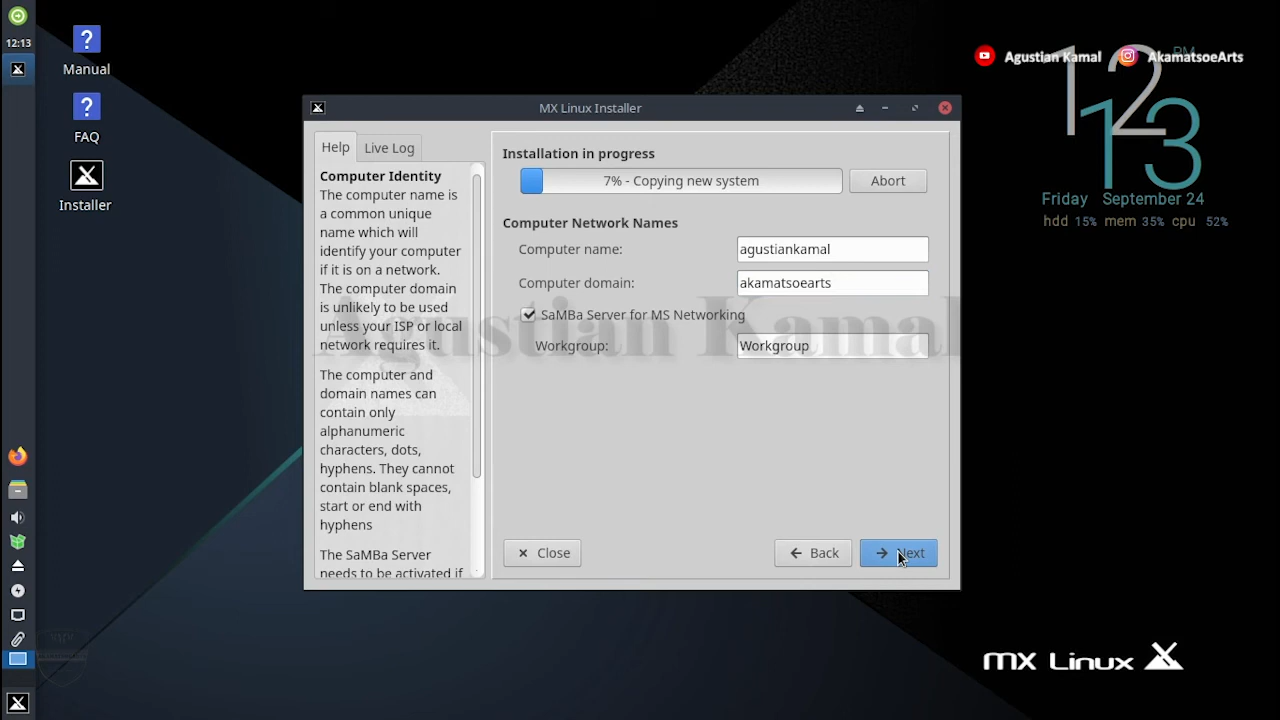 12:13
Manual
FAQ
Installer
Agustian Kamal
AkamatsoeArts
12
PM
13
Friday September 24
hdd 15% mem 35% cpu 52%
MX Linux Installer
Help
Live Log
Computer Identity
The computer name is
a common unique
name which will
identify your computer
if it is on a network.
The computer domain
is unlikely to be used
unless your ISP or local
network requires it.
The computer and
domain names can
contain only
alphanumeric
characters, dots,
hyphens. They cannot
contain blank spaces,
start or end with
hyphens
The SaMBa Server
needs to be activated if
Installation in progress
7% - Copying new system
Abort
Computer Network Names
Computer name:
agustiankamal
Computer domain:
akamatsoearts
SaMBa Server for MS Networking
Workgroup:
Workgroup
Agustian Kamal
Close
Back
Next
MX Linux